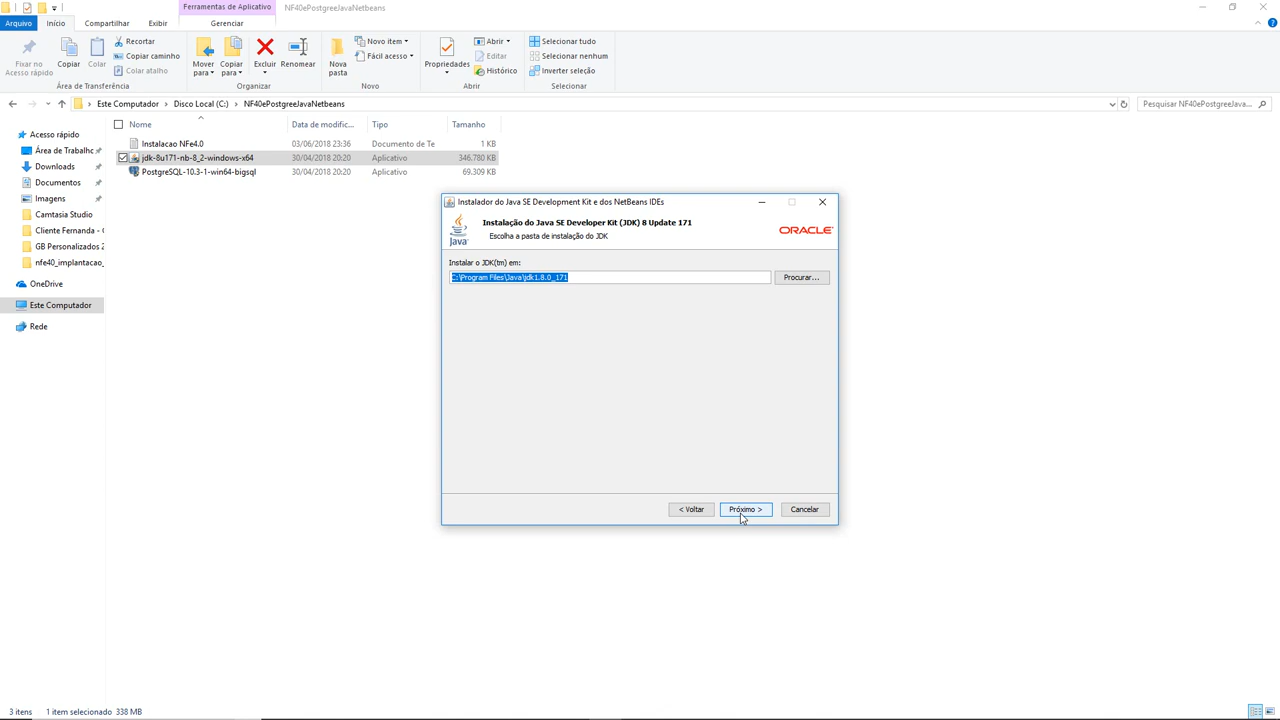 Ferramentas de Aplicativo
NF40ePostgreeJavaNetbeans
Arquivo
Início
Compartilhar
Exibir
Gerenciar
Fixar no
Acesso rápido
Copiar
Colar
Recortar
Copiar caminho
Colar atalho
Área de Transferência
Mover
para
Copiar
para
Excluir
Renomear
Organizar
Nova
pasta
Novo item
Fácil acesso
Novo
Propriedades
Abrir
Editar
Histórico
Abrir
Selecionar tudo
Selecionar nenhum
Inverter seleção
Selecionar
Este Computador
Disco Local (C:)
NF40ePostgreeJavaNetbeans
Pesquisar NF40ePostgreeJava...
Nome
Data de modific...
Tipo
Tamanho
Instalacao NFe4.0
03/06/2018 23:36
Documento de Te
1 KB
jdk-8u171-nb-8_2-windows-x64
30/04/2018 20:20
Aplicativo
346.780 KB
PostgreSQL-10.3-1-win64-bigsql
30/04/2018 20:20
Aplicativo
69.309 KB
Acesso rápido
Área de Trabalho
Downloads
Documentos
Imagens
Camtasia Studio
Cliente Fernanda - C
GB Personalizados 2
nfe40_implantacao_
OneDrive
Este Computador
Rede
Instalador do Java SE Development Kit e dos NetBeans IDEs
Java
Instalação do Java SE Developer Kit (JDK) 8 Update 171
Escolha a pasta de instalação do JDK
ORACLE
Instalar o JDK(tm) em:
C:\Program Files\Java\jdk1.8.0_171
Procurar...
< Voltar
Próximo >
Cancelar
3 itens
1 item selecionado 338 MB